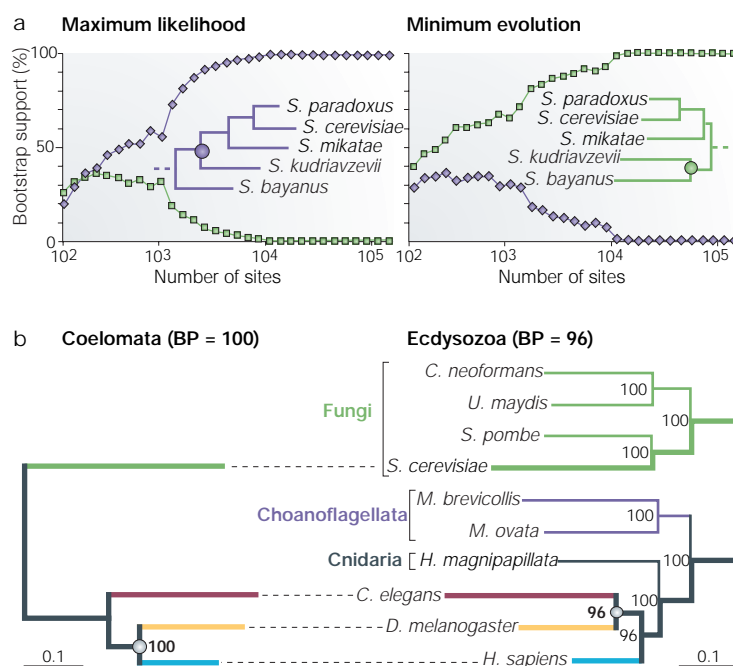 a Maximum likelihood Minimum evolution
Bootstrap support (%)
100
50
0
S. paradoxus
S. cerevisiae
S. mikatae
S. kudriavzevii
S. bayanus
S. paradoxus
S. cerevisiae
S. mikatae
S. kudriavzevii
S. bayanus
102 103 104 105
102 103 104 105
Number of sites Number of sites
b Coelomata (BP = 100) Ecdysozoa (BP = 96)
C. neoformans
100
Fungi
U. maydis
100
S. pombe
100
S. cerevisiae
M. brevicollis
Choanoflagellata
100
M. ovata
Cnidaria
H. magnipapillata
100
C. elegans
100
96
D. melanogaster
96
100
H. sapiens
0.1 0.1